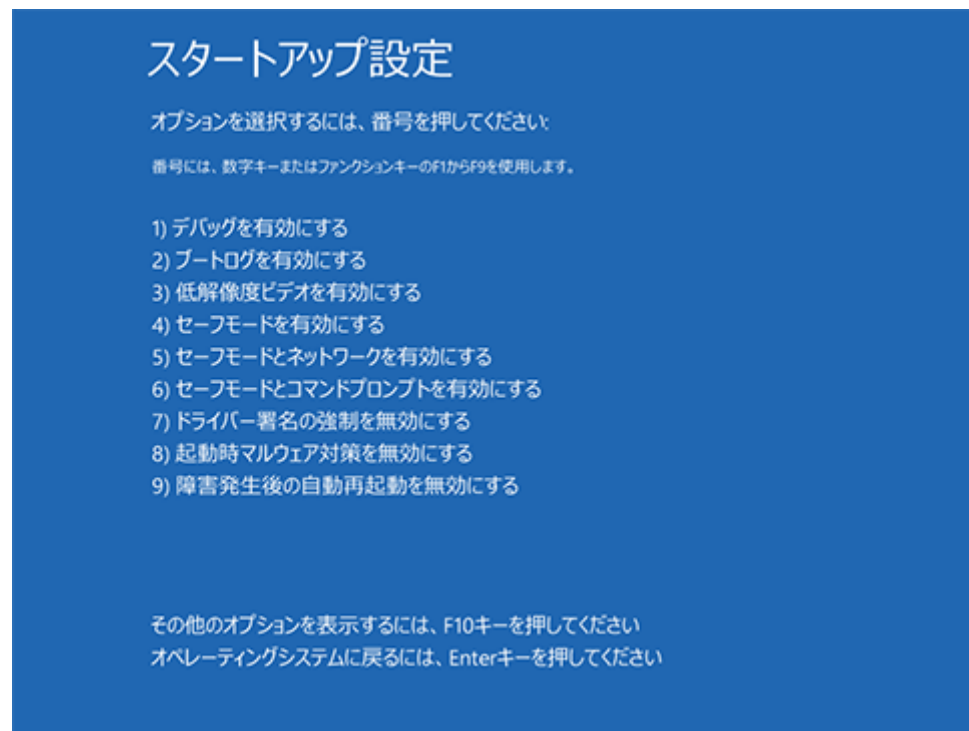 スタートアップ設定
オプションを選択するには、番号を押してください:
番号には、数字キーまたはファンクションキーのF1からF9を使用します。
1) デバッグを有効にする
2) ブートログを有効にする
3) 低解像度ビデオを有効にする
4) セーフモードを有効にする
5) セーフモードとネットワークを有効にする
6) セーフモードとコマンドプロンプトを有効にする
7) ドライバー署名の強制を無効にする
8) 起動時マルウェア対策を無効にする
9) 障害発生後の自動再起動を無効にする
その他のオプションを表示するには、F10キーを押してください
オペレーティングシステムに戻るには、Enterキーを押してください